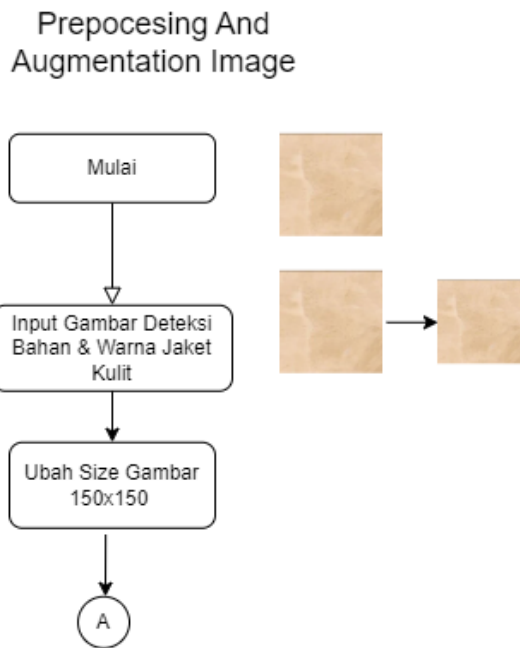 Prepocesing And
Augmentation Image
Mulai
Input Gambar Deteksi
Bahan & Warna Jaket
Kulit
Ubah Size Gambar
150x150
A